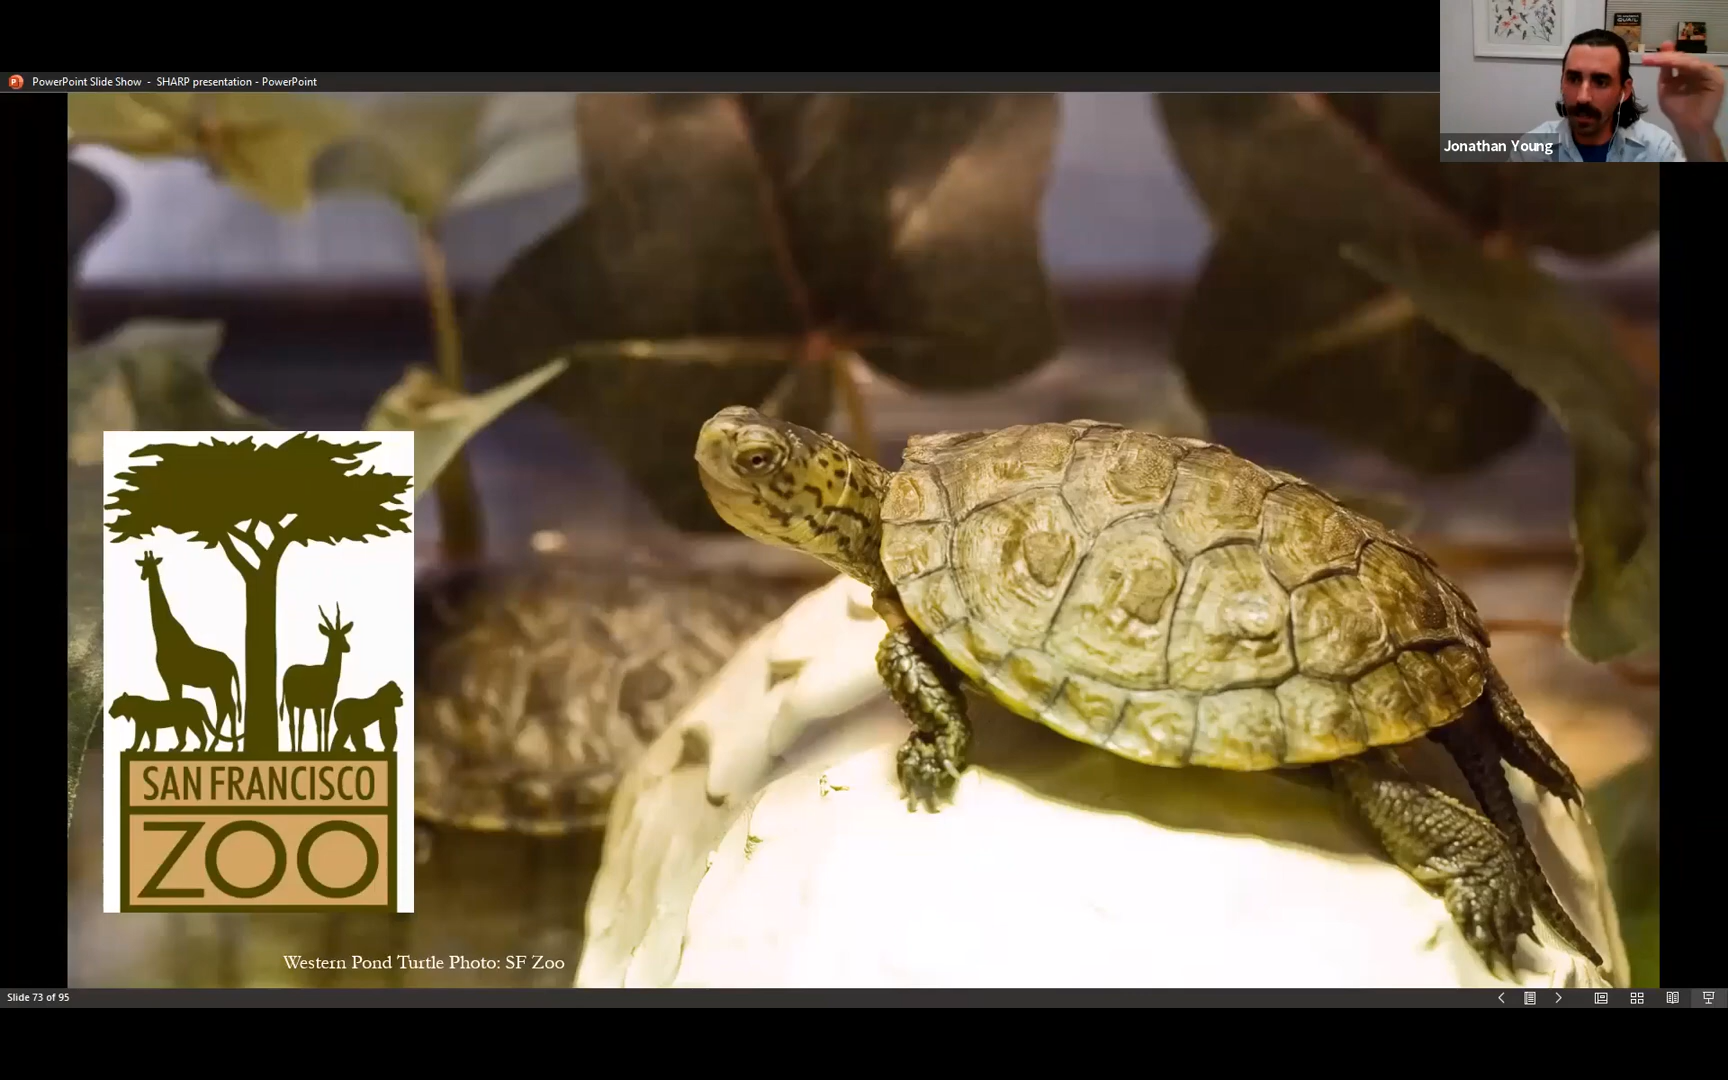 PowerPoint Slide Show - SHARP presentation - PowerPoint
Jonathan Young
SAN FRANCISCO
ZOO
Western Pond Turtle Photo: SF Zoo
Slide 73 of 95